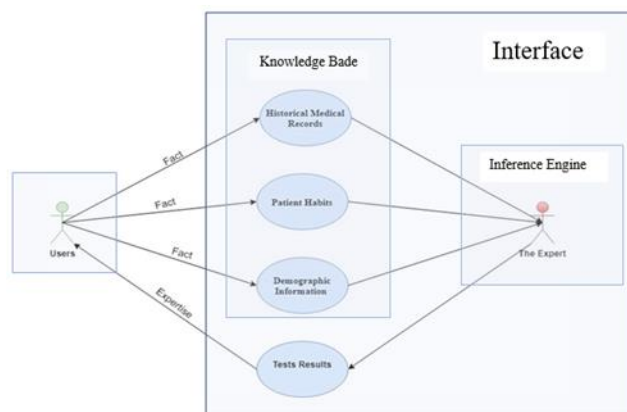 Interface
Knowledge Bade
Historical Medical
Records
Fact
Inference Engine
Fact
Patient Habits
Users
Fact
The Expert
Demographic
Information
Expertise
Tests Results